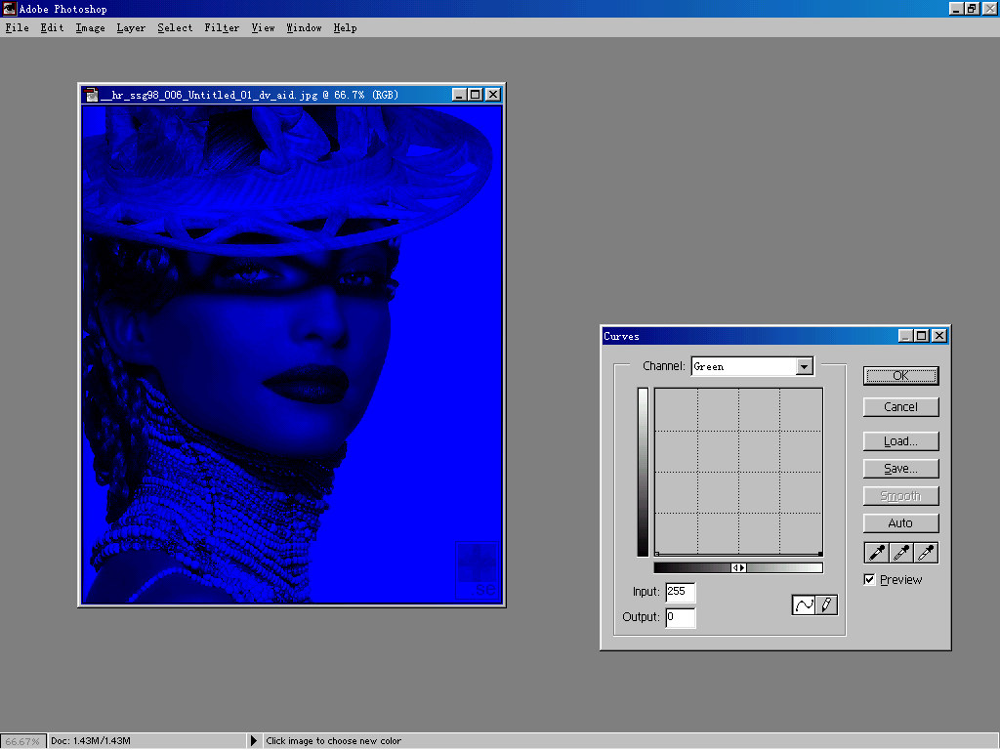 Adobe Photoshop
File Edit Image Layer Select Filter View Window Help
__hr_ssg98_006_Untitled_01_dv_aid.jpg @ 66.7% (RGB)
Curves
Channel: Green
OK
Cancel
Load...
Save...
Smooth
Auto
Preview
Input: 255
Output: 0
66.67% Doc: 1.43M/1.43M Click image to choose new color